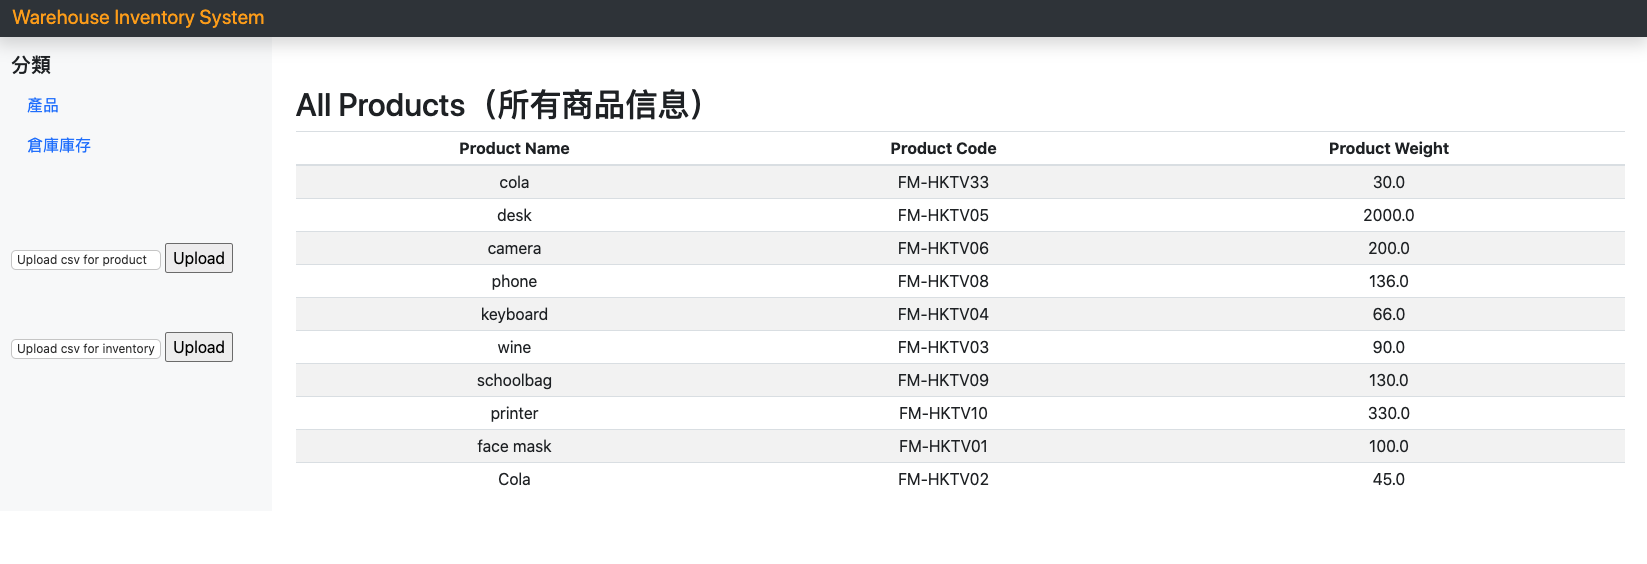 Warehouse Inventory System
分類
產品
倉庫庫存
Upload csv for product Upload
Upload csv for inventory Upload
All Products（所有商品信息）
Product Name Product Code Product Weight
cola FM-HKTV33 30.0
desk FM-HKTV05 2000.0
camera FM-HKTV06 200.0
phone FM-HKTV08 136.0
keyboard FM-HKTV04 66.0
wine FM-HKTV03 90.0
schoolbag FM-HKTV09 130.0
printer FM-HKTV10 330.0
face mask FM-HKTV01 100.0
Cola FM-HKTV02 45.0